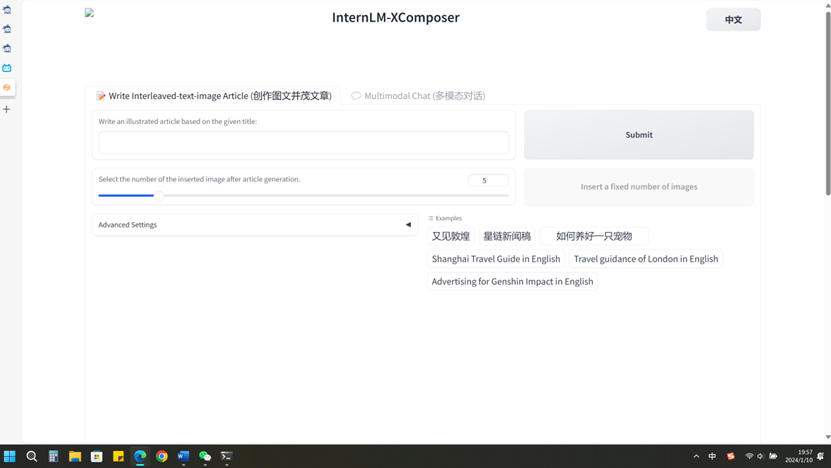 InternLM-XComposer
中文
Write Interleaved-text-image Article (创作图文并茂文章)
Multimodal Chat (多模态对话)
Write an illustrated article based on the given title:
Submit
Select the number of the inserted image after article generation.
5
Insert a fixed number of images
Advanced Settings
Examples
又见敦煌
星链新闻稿
如何养好一只宠物
Shanghai Travel Guide in English
Travel guidance of London in English
Advertising for Genshin Impact in English
中
19:57
2024/1/10